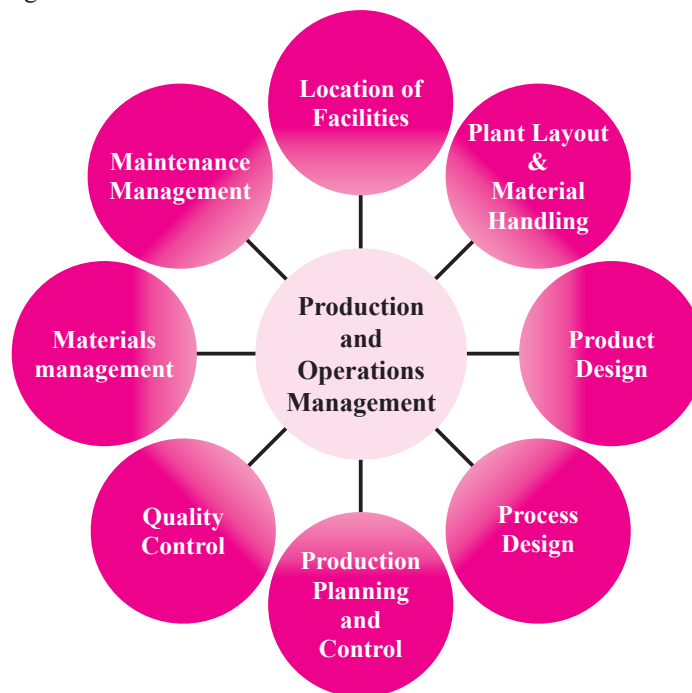 Location of
Facilities
Plant Layout
&
Material
Handling
Product
Design
Process
Design
Production
Planning
and
Control
Quality
Control
Materials
management
Maintenance
Management
Production
and
Operations
Management